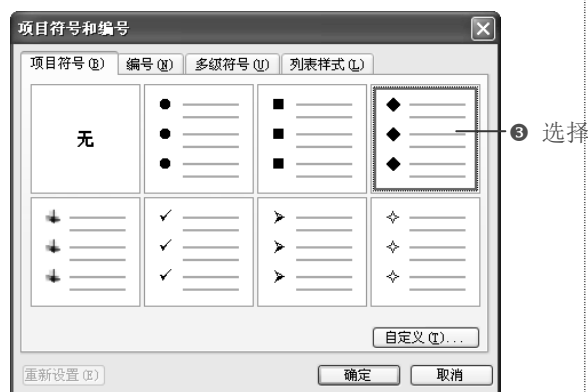 项目符号和编号
项目符号(B) 编号(N) 多级符号(U) 列表样式(L)
无
❸ 选择
自定义(T)...
重新设置(E) 确定 取消